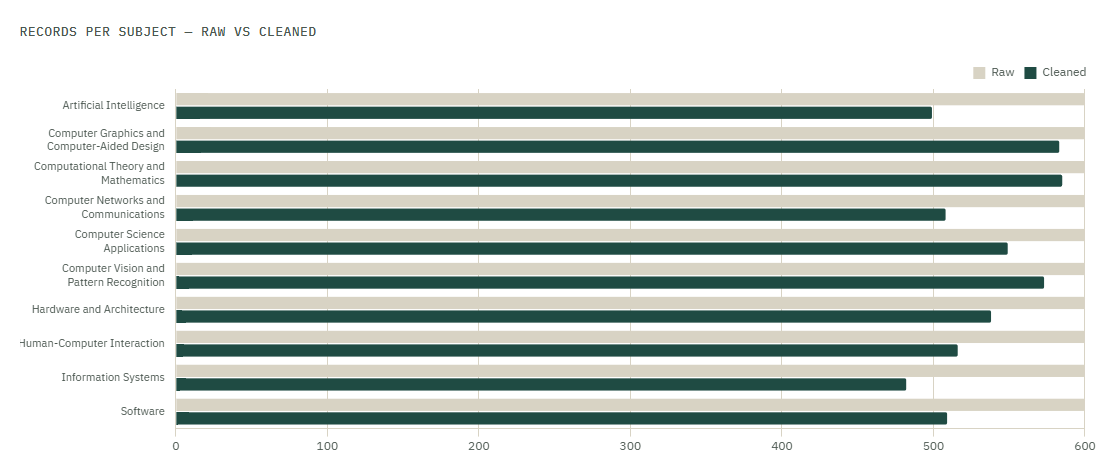 RECORDS PER SUBJECT — RAW VS CLEANED
Raw
Cleaned
Artificial Intelligence
Computer Graphics and
Computer-Aided Design
Computational Theory and
Mathematics
Computer Networks and
Communications
Computer Science
Applications
Computer Vision and
Pattern Recognition
Hardware and Architecture
Human-Computer Interaction
Information Systems
Software
0
100
200
300
400
500
600